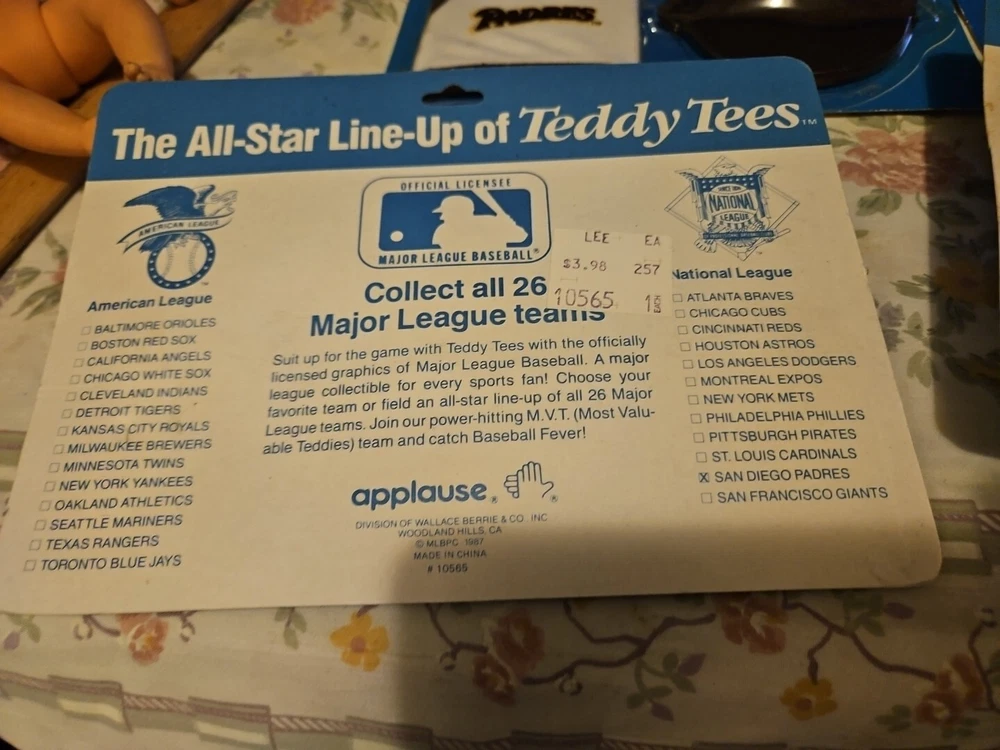 PADRES
The All-Star Line-Up of Teddy Tees™
AMERICAN LEAGUE
American League
☐ BALTIMORE ORIOLES
☐ BOSTON RED SOX
☐ CALIFORNIA ANGELS
☐ CHICAGO WHITE SOX
☐ CLEVELAND INDIANS
☐ DETROIT TIGERS
☐ KANSAS CITY ROYALS
☐ MILWAUKEE BREWERS
☐ MINNESOTA TWINS
☐ NEW YORK YANKEES
☐ OAKLAND ATHLETICS
☐ SEATTLE MARINERS
☐ TEXAS RANGERS
☐ TORONTO BLUE JAYS
OFFICIAL LICENSEE
MAJOR LEAGUE BASEBALL®
LEE EA
$3.98 257
10565
Collect all 26
Major League teams
Suit up for the game with Teddy Tees with the officially
licensed graphics of Major League Baseball. A major
league collectible for every sports fan! Choose your
favorite team or field an all-star line-up of all 26 Major
League teams. Join our power-hitting M.V.T. (Most Valu-
able Teddies) team and catch Baseball Fever!
applause®
DIVISION OF WALLACE BERRIE & CO., INC.
WOODLAND HILLS, CA
© MLBPC 1987
MADE IN CHINA
# 10565
NATIONAL
LEAGUE
National League
☐ ATLANTA BRAVES
☐ CHICAGO CUBS
☐ CINCINNATI REDS
☐ HOUSTON ASTROS
☐ LOS ANGELES DODGERS
☐ MONTREAL EXPOS
☐ NEW YORK METS
☐ PHILADELPHIA PHILLIES
☐ PITTSBURGH PIRATES
☐ ST. LOUIS CARDINALS
☒ SAN DIEGO PADRES
☐ SAN FRANCISCO GIANTS